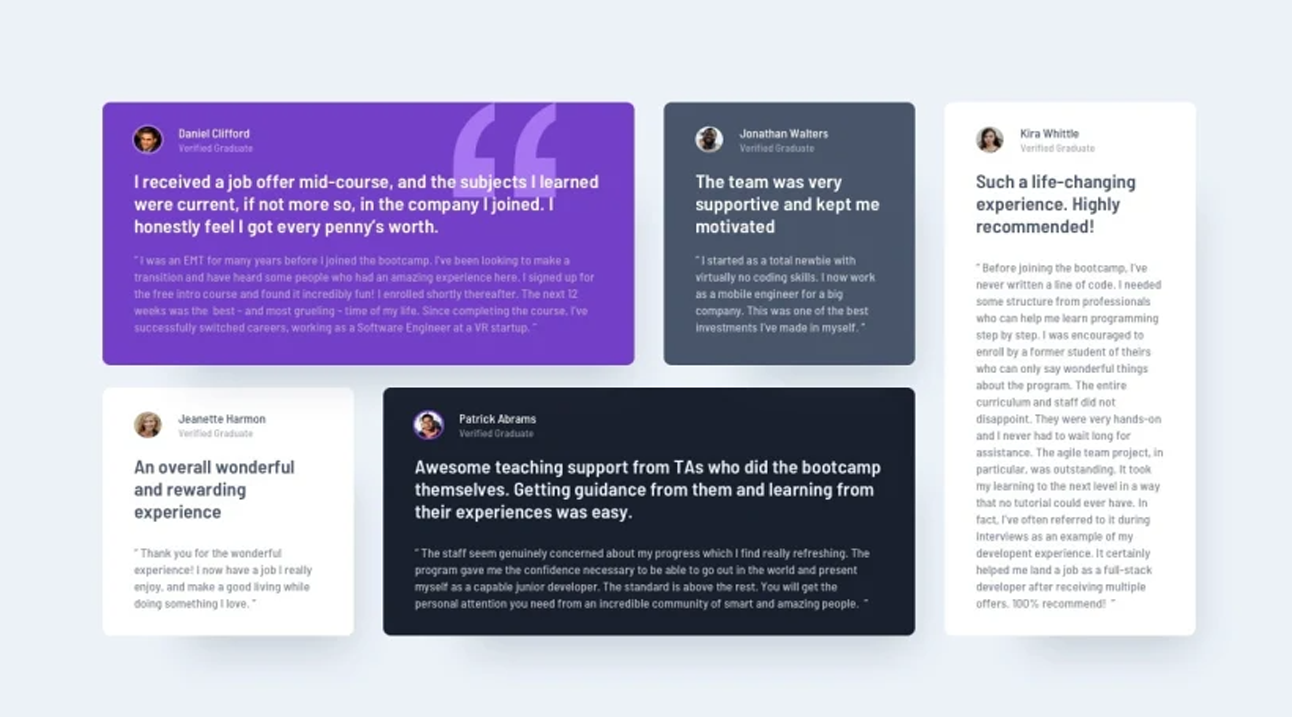 Daniel Clifford
Verified Graduate
I received a job offer mid-course, and the subjects I learned
were current, if not more so, in the company I joined. I
honestly feel I got every penny’s worth.
“ I was an EMT for many years before I joined the bootcamp. I've been looking to make a
transition and have heard some people who had an amazing experience here. I signed up for
the free intro course and found it incredibly fun! I enrolled shortly thereafter. The next 12
weeks was the best - and most grueling - time of my life. Since completing the course, I've
successfully switched careers, working as a Software Engineer at a VR startup. ”
Jonathan Walters
Verified Graduate
The team was very
supportive and kept me
motivated
“ I started as a total newbie with
virtually no coding skills. I now work
as a mobile engineer for a big
company. This was one of the best
investments I've made in myself. ”
Kira Whittle
Verified Graduate
Such a life-changing
experience. Highly
recommended!
“ Before joining the bootcamp, I've
never written a line of code. I needed
some structure from professionals
who can help me learn programming
step by step. I was encouraged to
enroll by a former student of theirs
who can only say wonderful things
about the program. The entire
curriculum and staff did not
disappoint. They were very hands-on
and I never had to wait long for
assistance. The agile team project, in
particular, was outstanding. It took
my learning to the next level in a way
that no tutorial could ever have. In
fact, I've often referred to it during
interviews as an example of my
developent experience. It certainly
helped me land a job as a full-stack
developer after receiving multiple
offers. 100% recommend! ”
Jeanette Harmon
Verified Graduate
An overall wonderful
and rewarding
experience
“ Thank you for the wonderful
experience! I now have a job I really
enjoy, and make a good living while
doing something I love. ”
Patrick Abrams
Verified Graduate
Awesome teaching support from TAs who did the bootcamp
themselves. Getting guidance from them and learning from
their experiences was easy.
“ The staff seem genuinely concerned about my progress which I find really refreshing. The
program gave me the confidence necessary to be able to go out in the world and present
myself as a capable junior developer. The standard is above the rest. You will get the
personal attention you need from an incredible community of smart and amazing people. ”